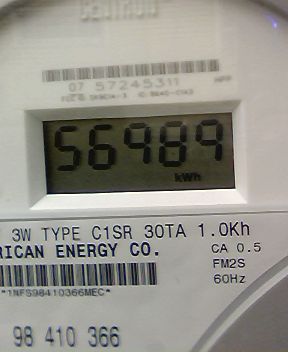 CENTRON
07 57245311
56989
kWh
3W TYPE C1SR 30TA 1.0Kh
RICAN ENERGY CO.
CA 0.5
FM2S
60Hz
*1NFS98410366MEC*
98 410 366